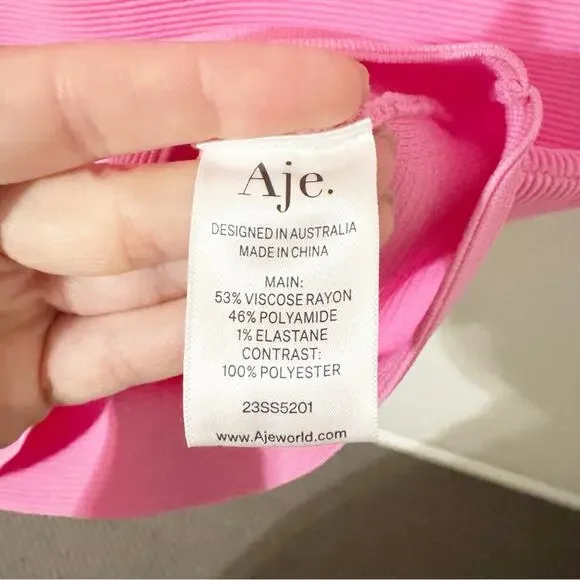 Aje.
DESIGNED IN AUSTRALIA
MADE IN CHINA
MAIN:
53% VISCOSE RAYON
46% POLYAMIDE
1% ELASTANE
CONTRAST:
100% POLYESTER
23SS5201
www.Ajeworld.com